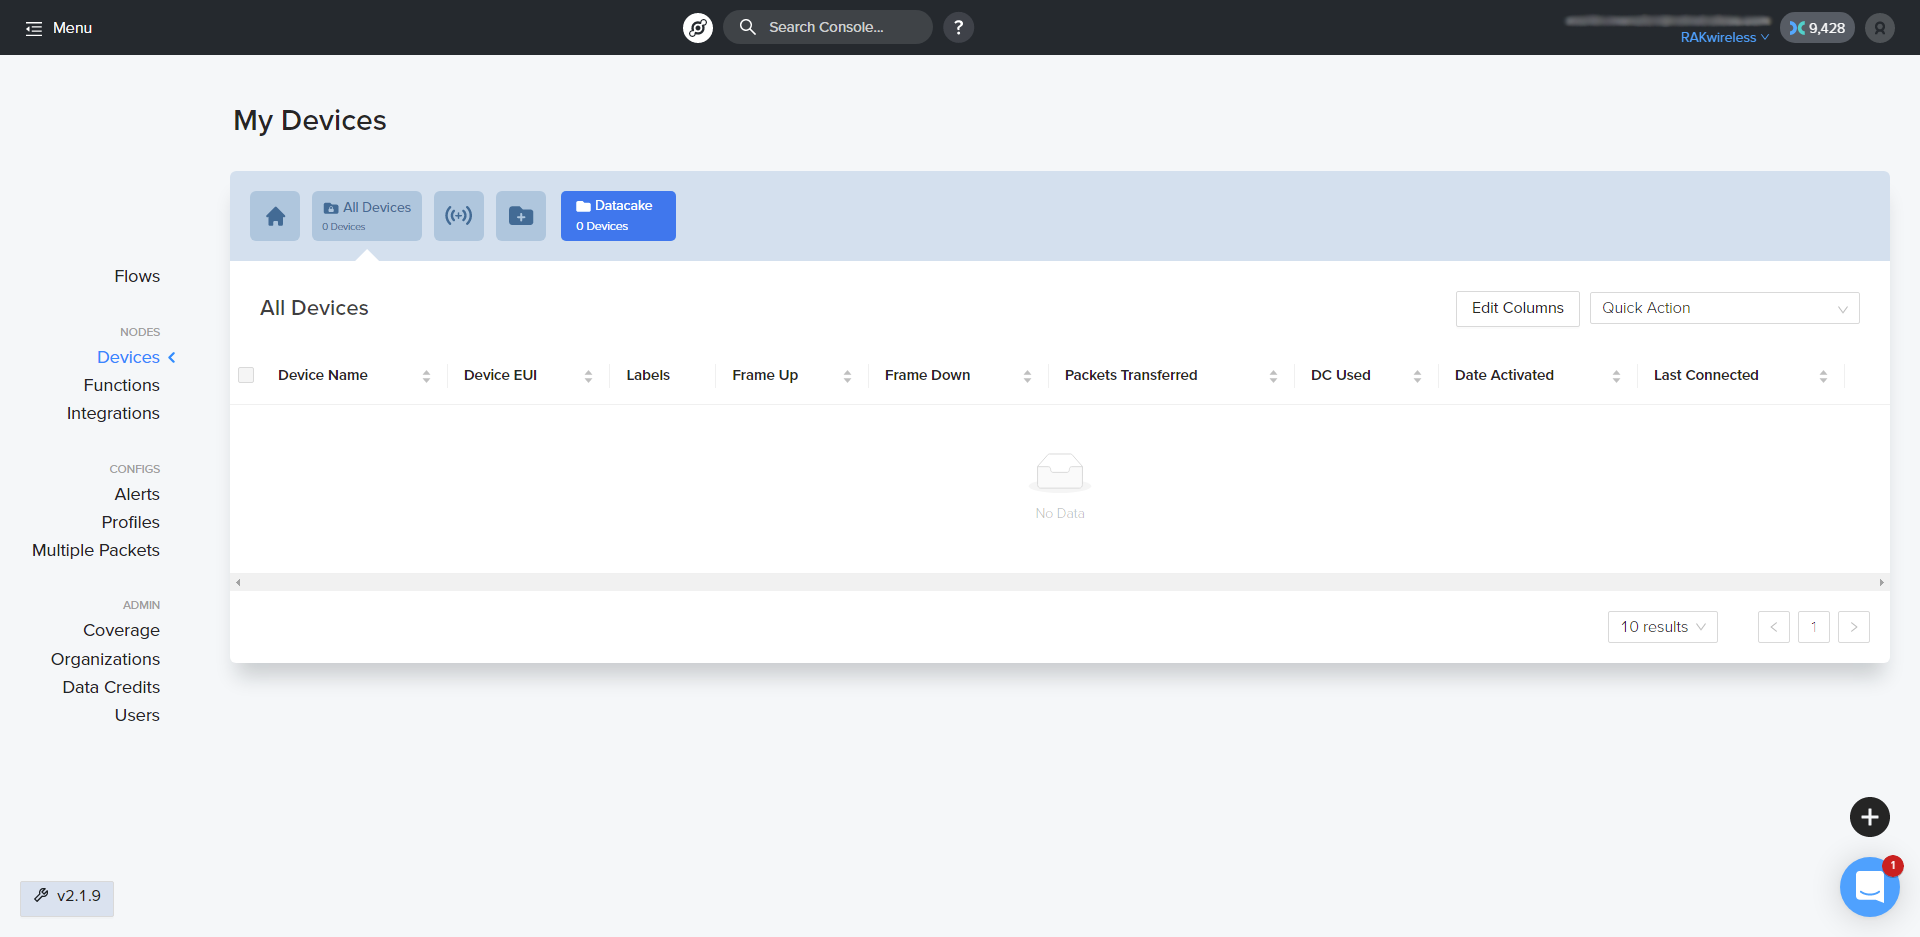 Menu
Search Console...
?
RAKwireless
9,428
My Devices
All Devices
0 Devices
Datacake
0 Devices
Flows
NODES
Devices
Functions
Integrations
CONFIGS
Alerts
Profiles
Multiple Packets
ADMIN
Coverage
Organizations
Data Credits
Users
All Devices
Edit Columns
Quick Action
Device Name Device EUI Labels Frame Up Frame Down Packets Transferred DC Used Date Activated Last Connected
No Data
10 results
< 1 >
1
v2.1.9